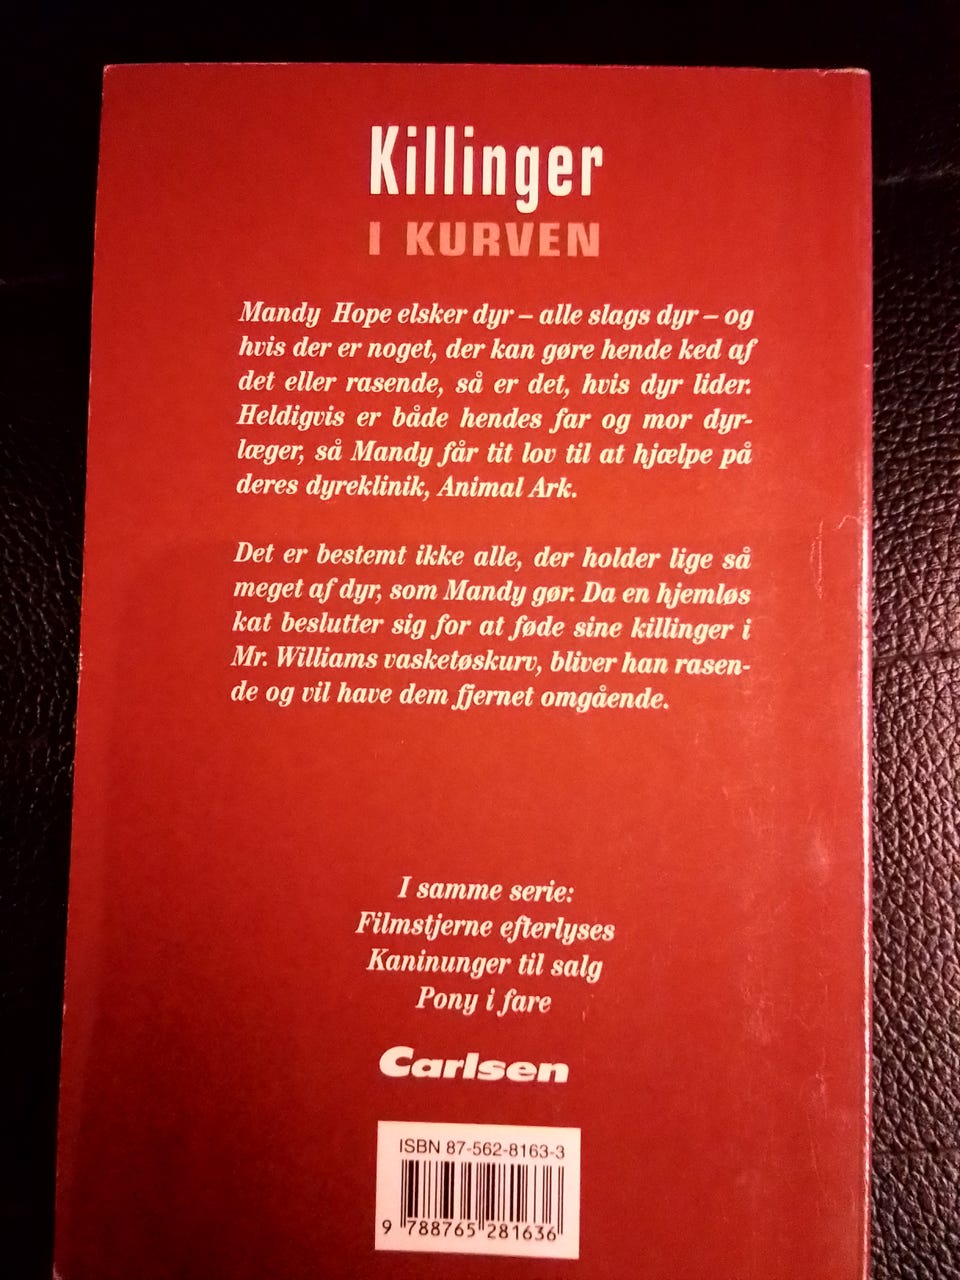 Killinger
I KURVEN
Mandy Hope elsker dyr – alle slags dyr – og
hvis der er noget, der kan gøre hende ked af
det eller rasende, så er det, hvis dyr lider.
Heldigvis er både hendes far og mor dyr-
læger, så Mandy får tit lov til at hjælpe på
deres dyreklinik, Animal Ark.
Det er bestemt ikke alle, der holder lige så
meget af dyr, som Mandy gør. Da en hjemløs
kat beslutter sig for at føde sine killinger i
Mr. Williams vasketøskurv, bliver han rasen-
de og vil have dem fjernet omgående.
I samme serie:
Filmstjerne efterlyses
Kaninunger til salg
Pony i fare
Carlsen
ISBN 87-562-8163-3
9 788765 281636